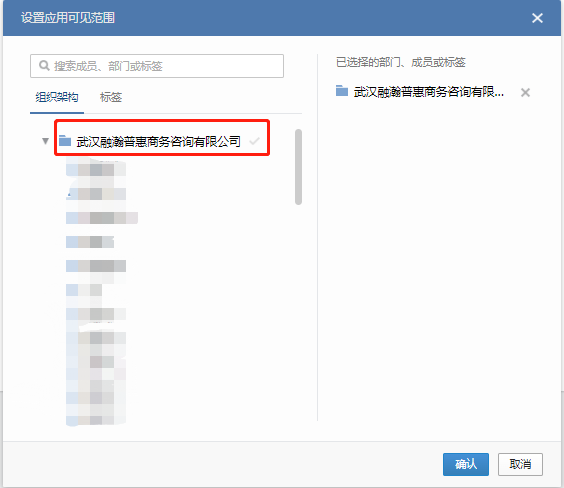 设置应用可见范围
搜索成员、部门或标签
组织架构 标签
武汉融瀚普惠商务咨询有限公司
已选择的部门、成员或标签
武汉融瀚普惠商务咨询有限...
确认 取消